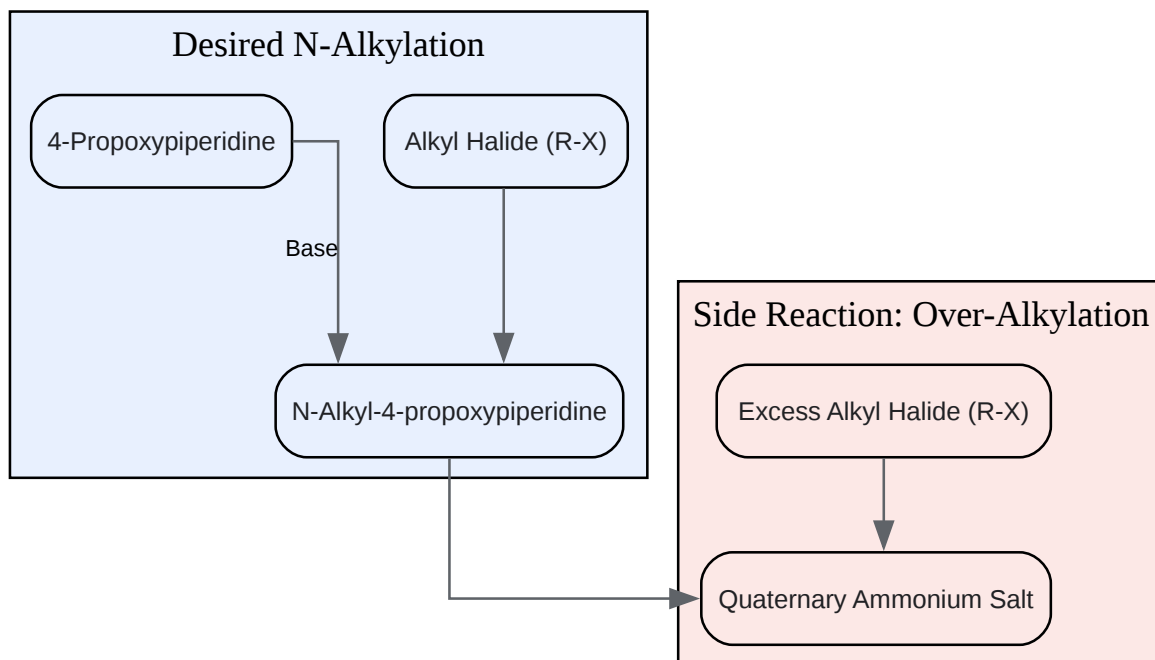 Desired N-Alkylation
4-Propoxypiperidine
Alkyl Halide (R-X)
Base
N-Alkyl-4-propoxypiperidine
Side Reaction: Over-Alkylation
Excess Alkyl Halide (R-X)
Quaternary Ammonium Salt